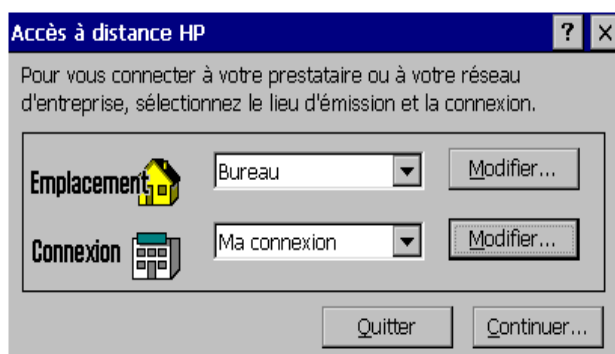 Accès à distance HP
Pour vous connecter à votre prestataire ou à votre réseau
d'entreprise, sélectionnez le lieu d'émission et la connexion.
Emplacement Bureau Modifier...
Connexion Ma connexion Modifier...
Quitter Continuer...